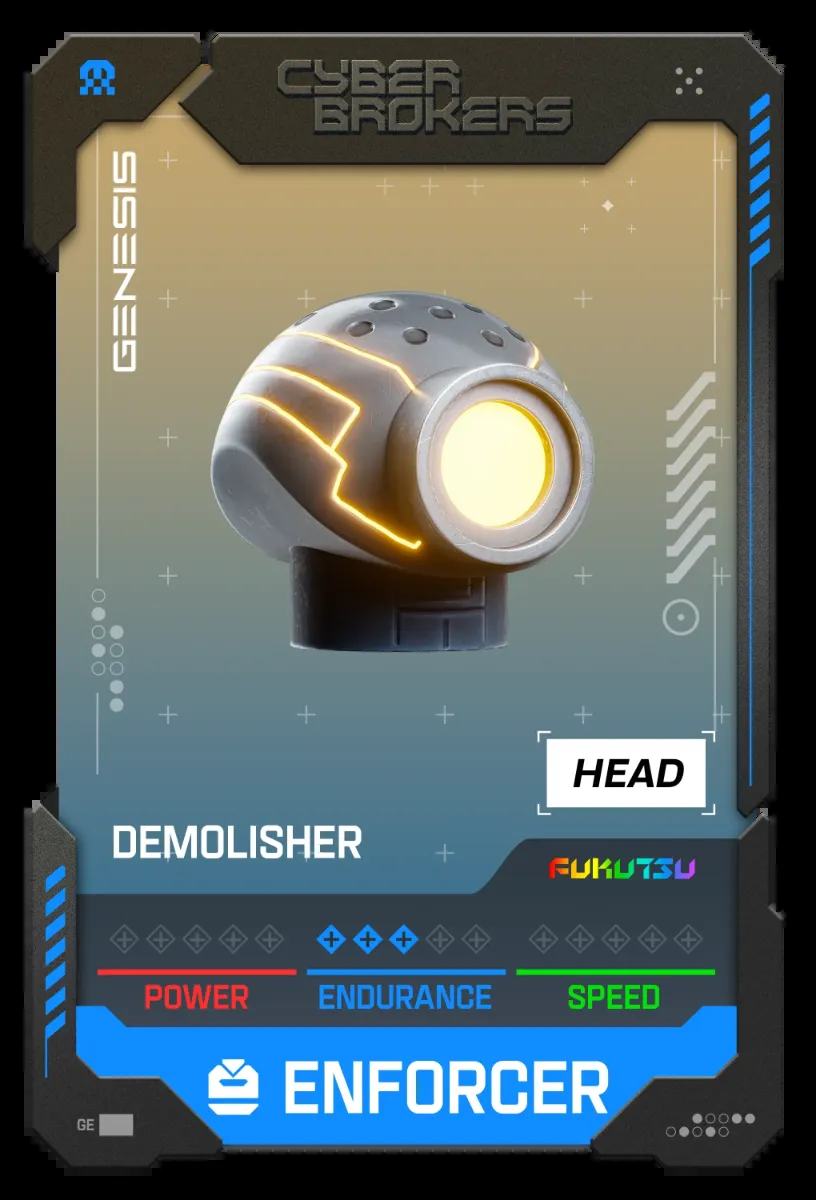 CYBER
BROKERS
GENESIS
HEAD
DEMOLISHER
FUKUTSU
POWER
ENDURANCE
SPEED
ENFORCER
GE